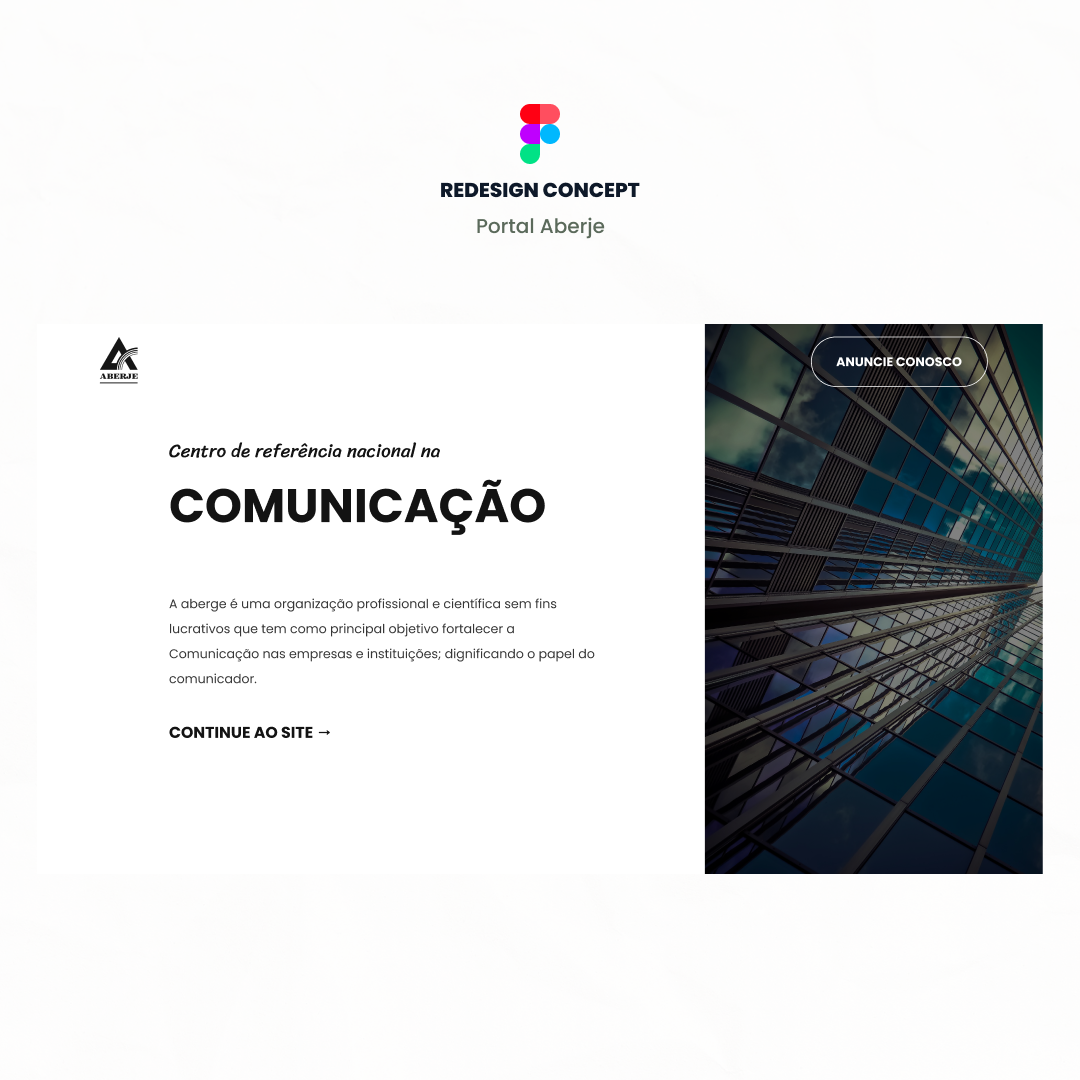 REDESIGN CONCEPT
Portal Aberje
ABERJE
ANUNCIE CONOSCO
Centro de referência nacional na
COMUNICAÇÃO
A aberge é uma organização profissional e científica sem fins
lucrativos que tem como principal objetivo fortalecer a
Comunicação nas empresas e instituições; dignificando o papel do
comunicador.
CONTINUE AO SITE →